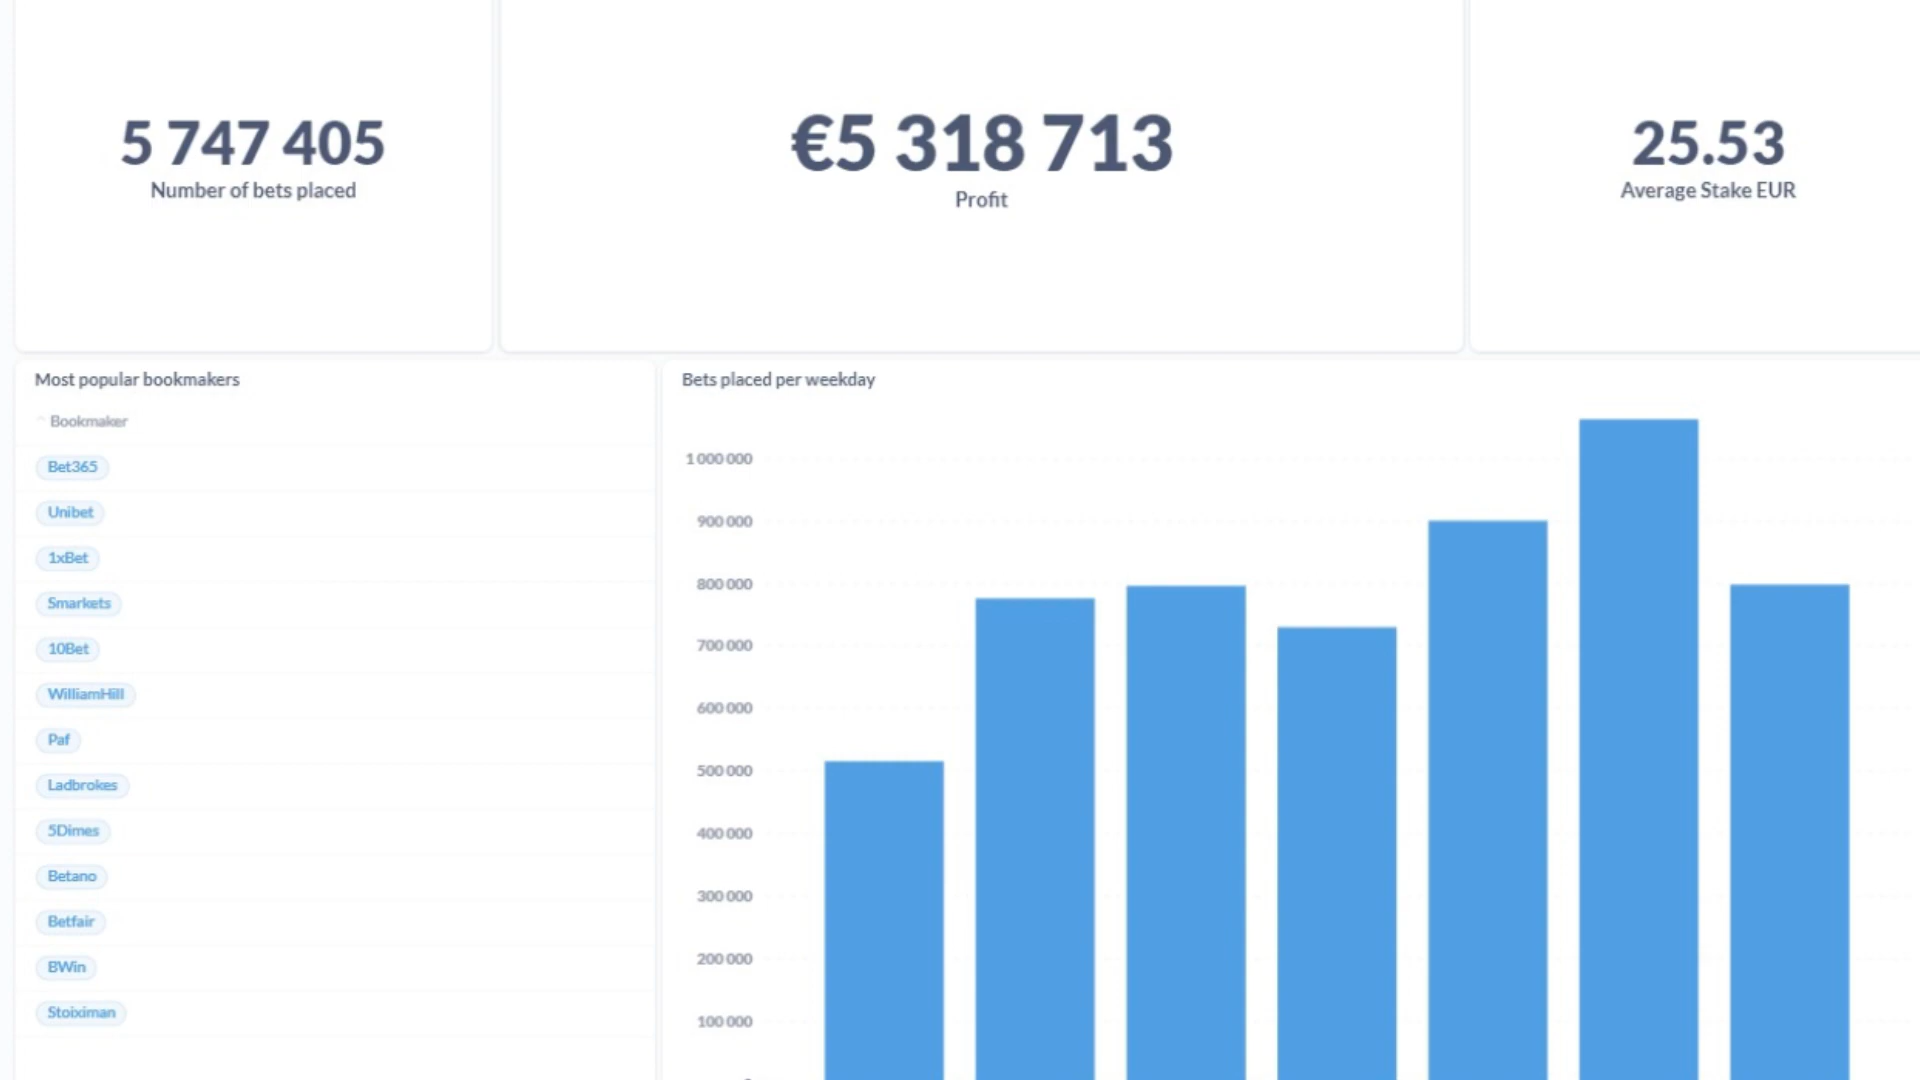 5 747 405
Number of bets placed
€5 318 713
Profit
25.53
Average Stake EUR
Most popular bookmakers
Bookmaker
Bet365
Unibet
1xBet
Smarkets
10Bet
WilliamHill
Paf
Ladbrokes
5Dimes
Betano
Betfair
BWin
Stoiximan
Bets placed per weekday
1 000 000
900 000
800 000
700 000
600 000
500 000
400 000
300 000
200 000
100 000